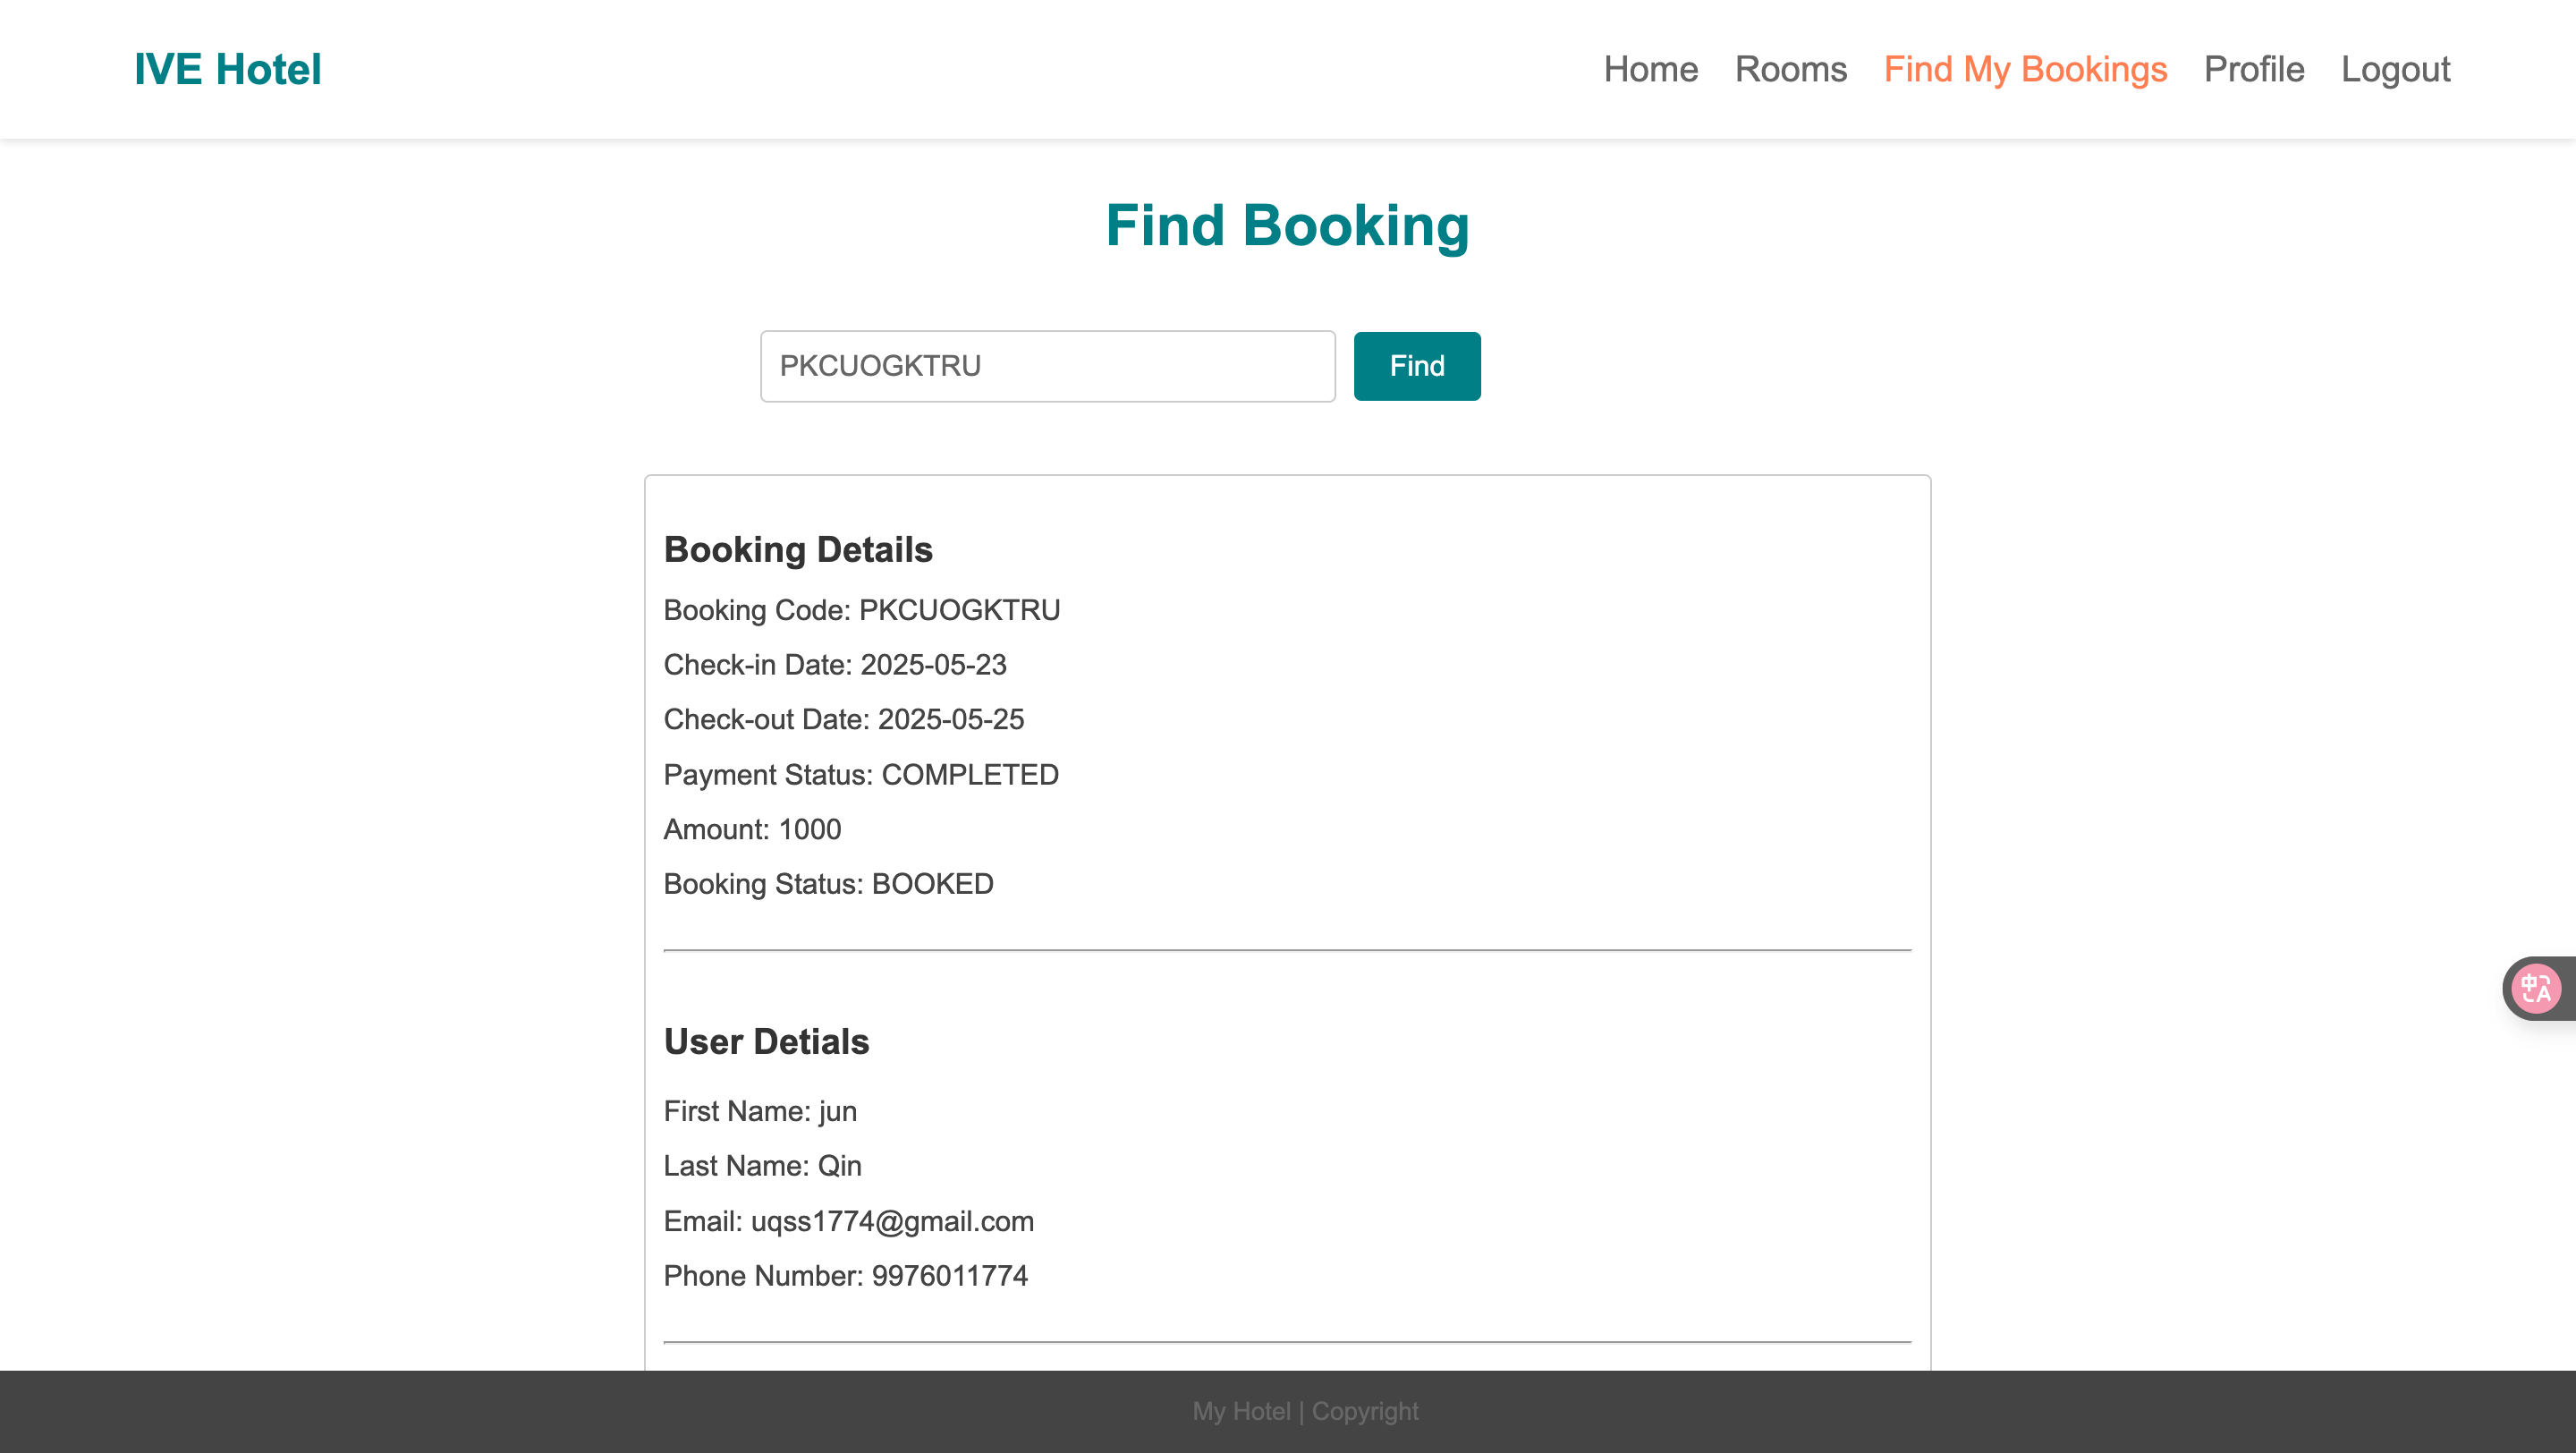 IVE Hotel
Home Rooms Find My Bookings Profile Logout
Find Booking
PKCUOGKTRU
Find
Booking Details
Booking Code: PKCUOGKTRU
Check-in Date: 2025-05-23
Check-out Date: 2025-05-25
Payment Status: COMPLETED
Amount: 1000
Booking Status: BOOKED
User Detials
First Name: jun
Last Name: Qin
Email: uqss1774@gmail.com
Phone Number: 9976011774
中A
My Hotel | Copyright